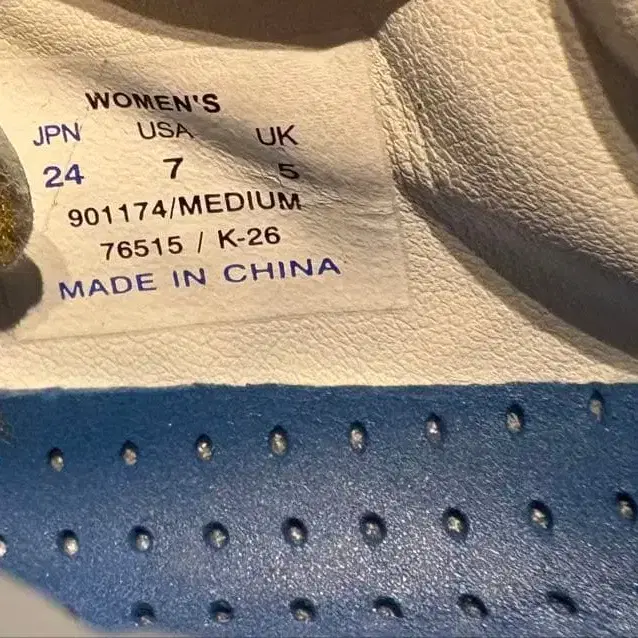 WOMEN'S
JPN USA UK
24 7 5
901174/MEDIUM
76515 / K-26
MADE IN CHINA